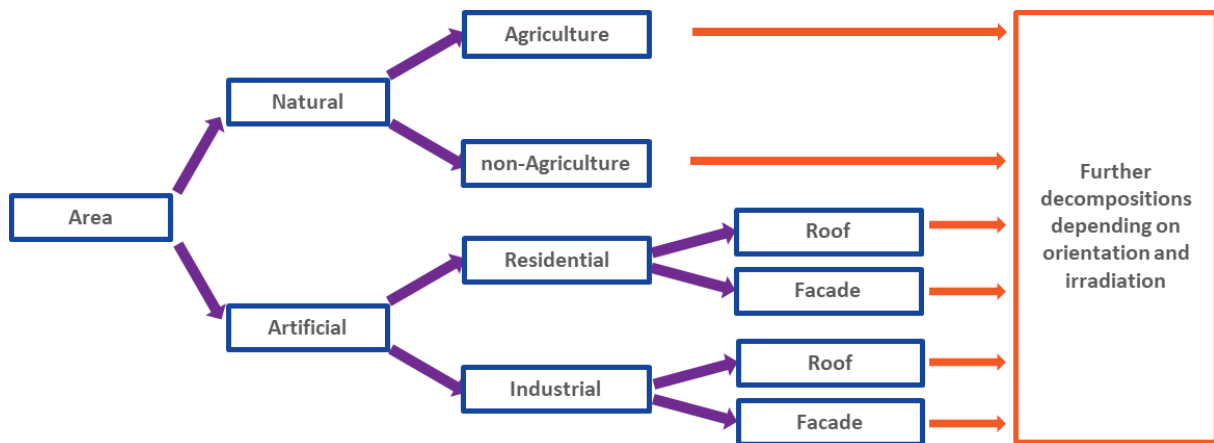 Agriculture
Natural
non-Agriculture
Area
Further
decompositions
depending on
orientation and
irradiation
Roof
Residential
Facade
Artificial
Roof
Industrial
Facade